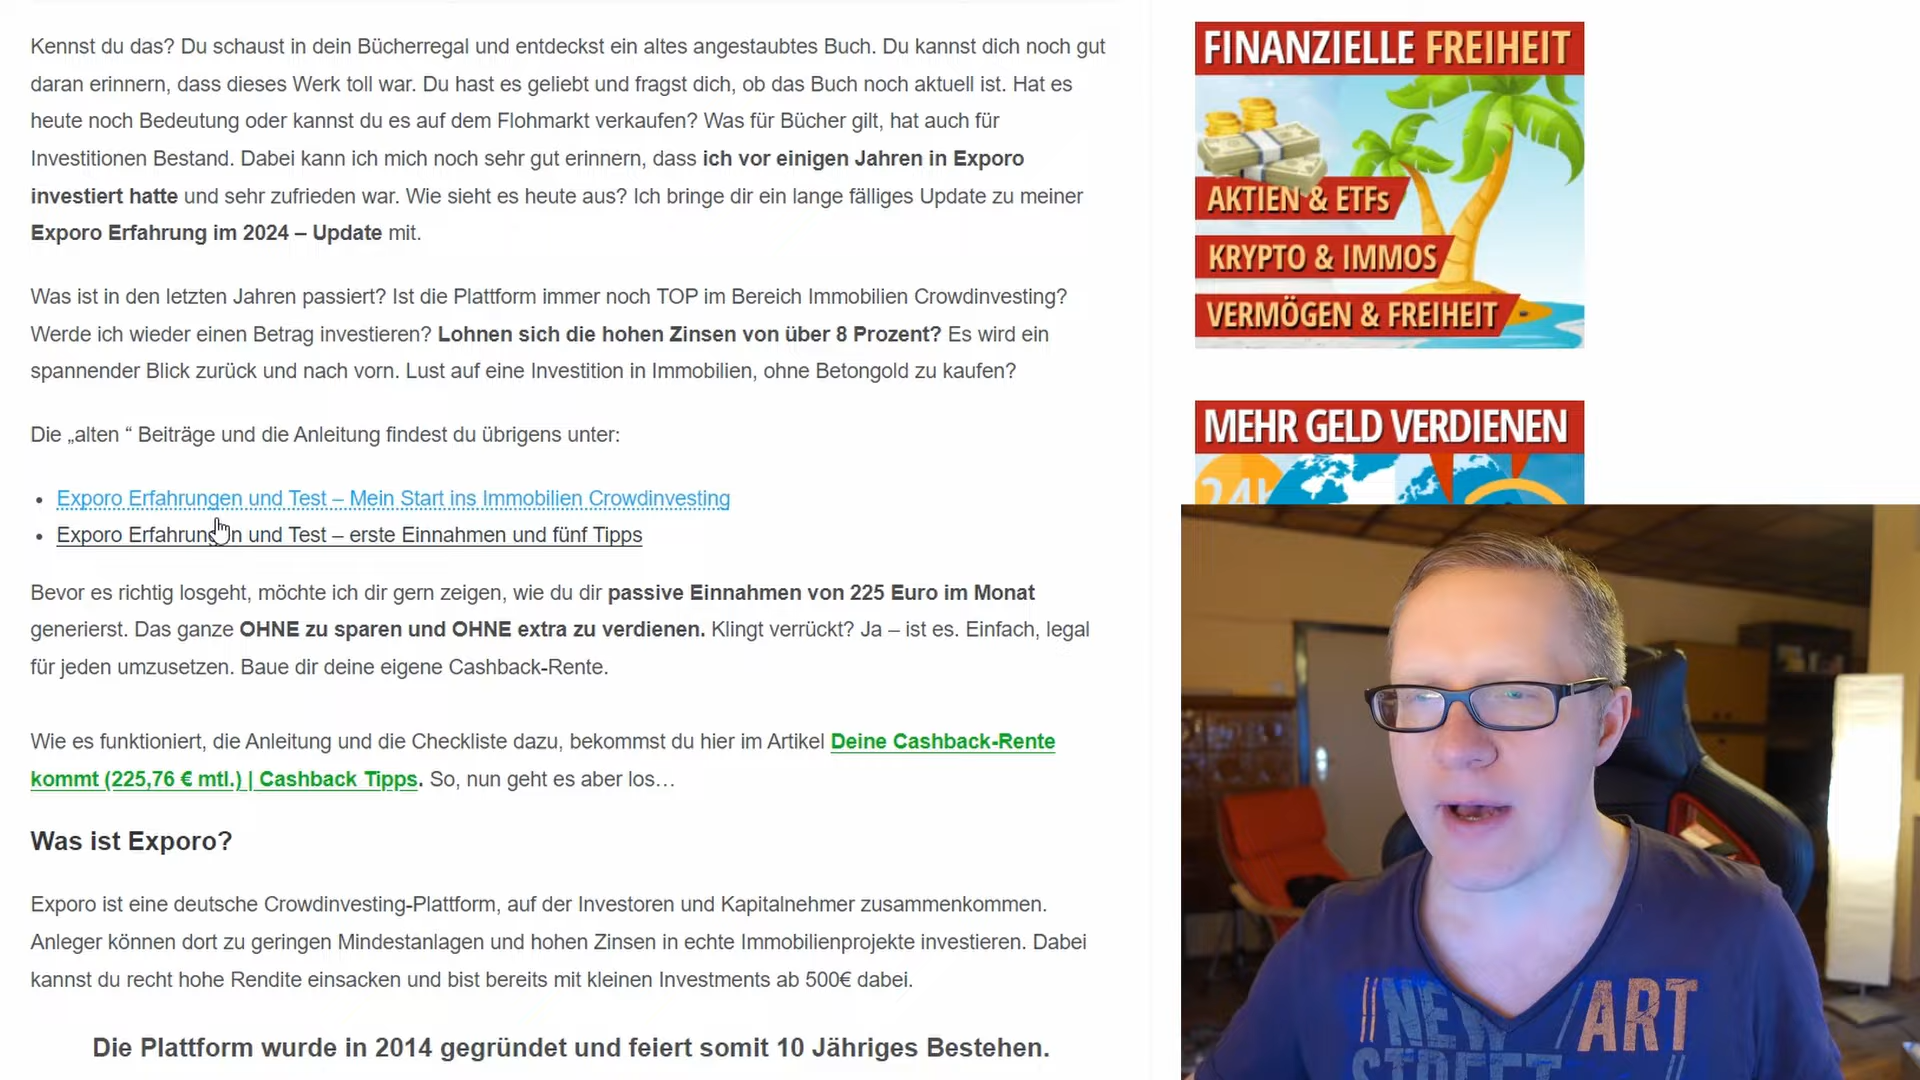 Kennst du das? Du schaust in dein Bücherregal und entdeckst ein altes angestaubtes Buch. Du kannst dich noch gut
daran erinnern, dass dieses Werk toll war. Du hast es geliebt und fragst dich, ob das Buch noch aktuell ist. Hat es
heute noch Bedeutung oder kannst du es auf dem Flohmarkt verkaufen? Was für Bücher gilt, hat auch für
Investitionen Bestand. Dabei kann ich mich noch sehr gut erinnern, dass ich vor einigen Jahren in Exporo
investiert hatte und sehr zufrieden war. Wie sieht es heute aus? Ich bringe dir ein lange fälliges Update zu meiner
Exporo Erfahrung im 2024 – Update mit.
Was ist in den letzten Jahren passiert? Ist die Plattform immer noch TOP im Bereich Immobilien Crowdinvesting?
Werde ich wieder einen Betrag investieren? Lohnen sich die hohen Zinsen von über 8 Prozent? Es wird ein
spannender Blick zurück und nach vorn. Lust auf eine Investition in Immobilien, ohne Betongold zu kaufen?
Die „alten “ Beiträge und die Anleitung findest du übrigens unter:
• Exporo Erfahrungen und Test – Mein Start ins Immobilien Crowdinvesting
• Exporo Erfahrungen und Test – erste Einnahmen und fünf Tipps
Bevor es richtig losgeht, möchte ich dir gern zeigen, wie du dir passive Einnahmen von 225 Euro im Monat
generierst. Das ganze OHNE zu sparen und OHNE extra zu verdienen. Klingt verrückt? Ja – ist es. Einfach, legal
für jeden umzusetzen. Baue dir deine eigene Cashback-Rente.
Wie es funktioniert, die Anleitung und die Checkliste dazu, bekommst du hier im Artikel Deine Cashback-Rente
kommt (225,76 € mtl.) | Cashback Tipps. So, nun geht es aber los…
Was ist Exporo?
Exporo ist eine deutsche Crowdinvesting-Plattform, auf der Investoren und Kapitalnehmer zusammenkommen.
Anleger können dort zu geringen Mindestanlagen und hohen Zinsen in echte Immobilienprojekte investieren. Dabei
kannst du recht hohe Rendite einsacken und bist bereits mit kleinen Investments ab 500€ dabei.
Die Plattform wurde in 2014 gegründet und feiert somit 10 Jähriges Bestehen.
FINANZIELLE FREIHEIT
AKTIEN & ETFs
KRYPTO & IMMOS
VERMÖGEN & FREIHEIT
MEHR GELD VERDIENEN
24h
NEW ART
STREET